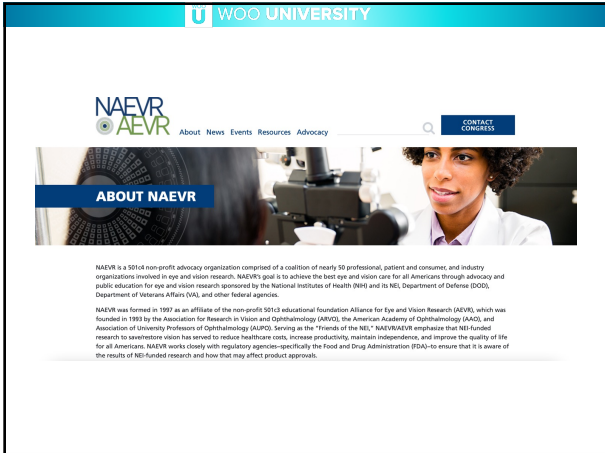 WOO
U WOO UNIVERSITY
NAEVR
AEVR
About News Events Resources Advocacy
CONTACT
CONGRESS
ABOUT NAEVR
NAEVR is a 501c4 non-profit advocacy organization comprised of a coalition of nearly 50 professional, patient and consumer, and industry
organizations involved in eye and vision research. NAEVR's goal is to achieve the best eye and vision care for all Americans through advocacy and
public education for eye and vision research sponsored by the National Institutes of Health (NIH) and its NEI, Department of Defense (DOD),
Department of Veterans Affairs (VA), and other federal agencies.
NAEVR was formed in 1997 as an affiliate of the non-profit 501c3 educational foundation Alliance for Eye and Vision Research (AEVR), which was
founded in 1993 by the Association for Research in Vision and Ophthalmology (ARVO), the American Academy of Ophthalmology (AAO), and
Association of University Professors of Ophthalmology (AUPO). Serving as the "Friends of the NEI," NAEVR/AEVR emphasize that NEI-funded
research to save/restore vision has served to reduce healthcare costs, increase productivity, maintain independence, and improve the quality of life
for all Americans. NAEVR works closely with regulatory agencies–specifically the Food and Drug Administration (FDA)–to ensure that it is aware of
the results of NEI-funded research and how that may affect product approvals.